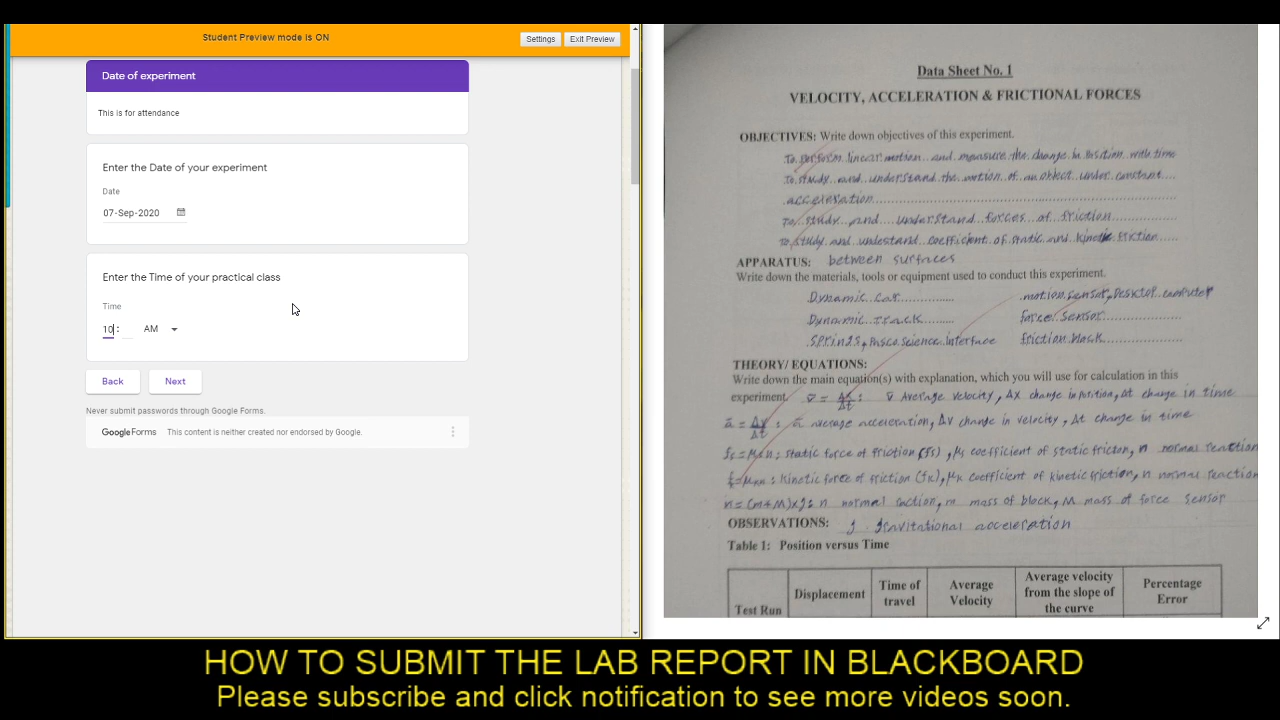 Student Preview mode is ON
Settings
Exit Preview
Date of experiment
This is for attendance
Enter the Date of your experiment
Date
07-Sep-2020
Enter the Time of your practical class
Time
10 :
AM
Back
Next
Never submit passwords through Google Forms.
Google Forms
This content is neither created nor endorsed by Google.
Data Sheet No. 1
VELOCITY, ACCELERATION & FRICTIONAL FORCES
OBJECTIVES: Write down objectives of this experiment.
To perform linear motion and measure the change in position with time
To study and understand the motion of an object under constant
acceleration
To study and understand forces of friction
To study and undestand coefficient of static and kinetic friction
between surfaces
APPARATUS:
Write down the materials, tools or equipment used to conduct this experiment.
Dynamic car motion sensor, Desktop computer
Dynamic track Force sensor
Springs, Pasco science interface friction block
THEORY/ EQUATIONS:
Write down the main equation(s) with explanation, which you will use for calculation in this
experiment v̄ = Δx/Δt : v̄ Average velocity, Δx change in position, Δt change in time
ā = Δv/Δt : ā average acceleration, Δv change in velocity, Δt change in time
fs = μs n : static force of friction (fs), μs coefficient of static friction, n normal reaction
: kinetic force of friction (fk), μk coefficient of kinetic friction, n normal reaction
n = (m+M)xg : n normal m mass of block, M mass of force sensor
OBSERVATIONS: g gravitational acceleration
Table 1: Position versus Time
Test Run
Displacement
Time of
travel
Average
Velocity
Average velocity
from the slope of
the curve
Percentage
Error
HOW TO SUBMIT THE LAB REPORT IN BLACKBOARD
Please subscribe and click notification to see more videos soon.